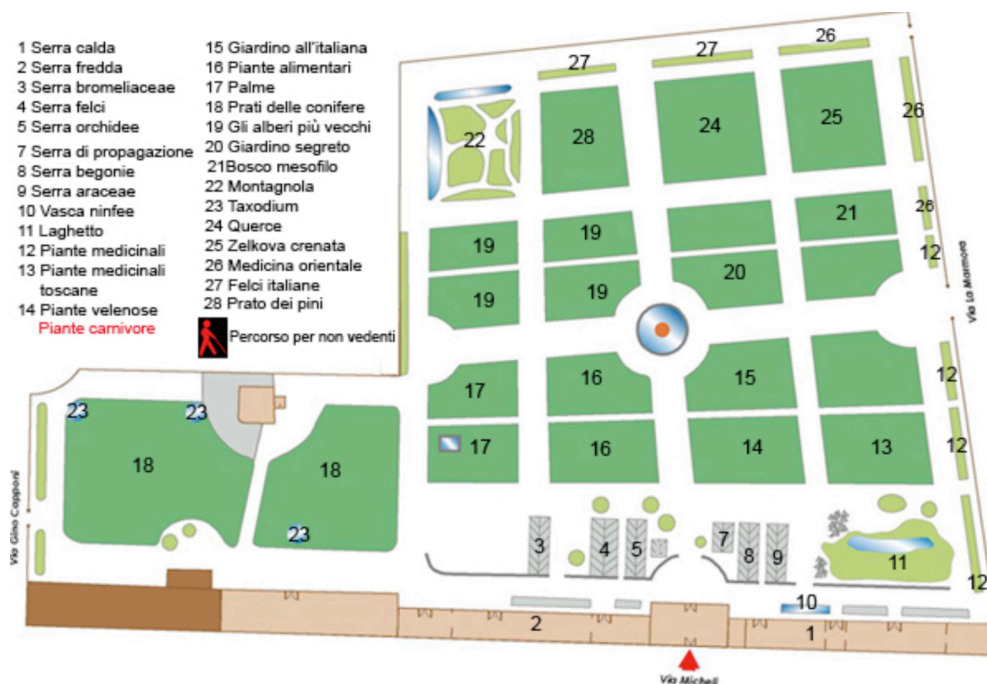 1 Serra calda
2 Serra fredda
3 Serra bromeliaceae
4 Serra felci
5 Serra orchidee
7 Serra di propagazione
8 Serra begonie
9 Serra araceae
10 Vasca ninfee
11 Laghetto
12 Piante medicinali
13 Piante medicinali
toscane
14 Piante velenose
Piante carnivore
15 Giardino all'italiana
16 Piante alimentari
17 Palme
18 Prati delle conifere
19 Gli alberi più vecchi
20 Giardino segreto
21Bosco mesofilo
22 Montagnola
23 Taxodium
24 Querce
25 Zelkova crenata
26 Medicina orientale
27 Felci italiane
28 Prato dei pini
Percorso per non vedenti
27
27
26
22
28
24
25
26
19
19
21
26
12
19
19
20
Via La Marmora
17
16
15
12
17
16
14
13
12
23
23
18
18
23
Via Gino Capponi
3
4
5
7
8
9
11
12
10
2
1
Via Micheli